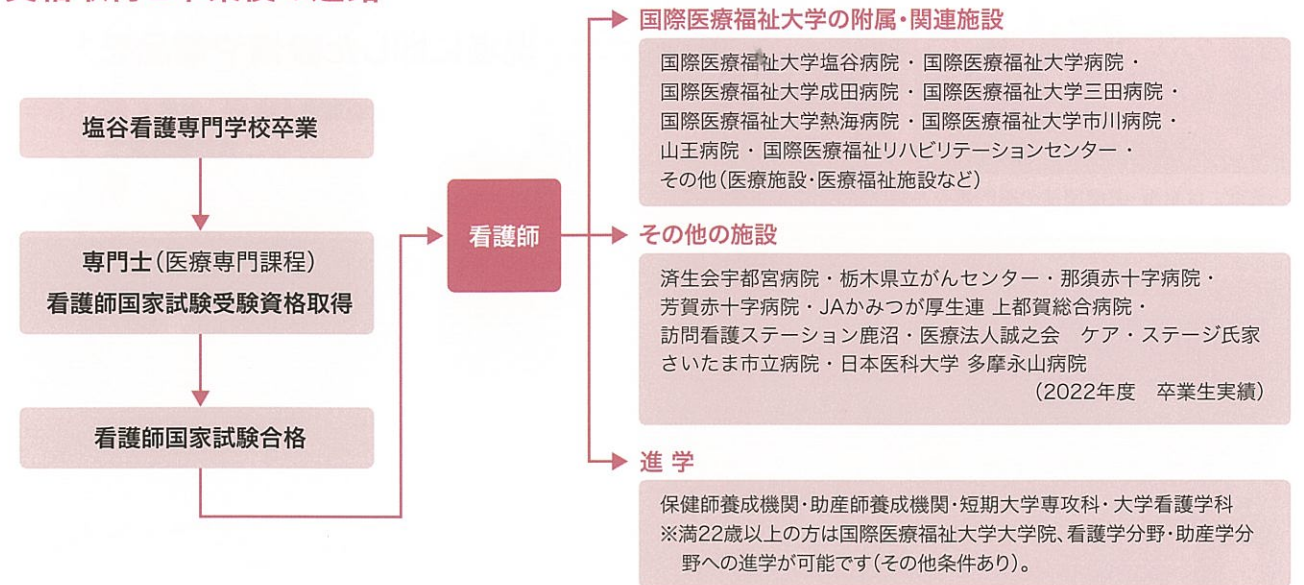 塩谷看護専門学校卒業
専門士(医療専門課程)
看護師国家試験受験資格取得
看護師国家試験合格
看護師
国際医療福祉大学の附属・関連施設
国際医療福祉大学塩谷病院・国際医療福祉大学病院・
国際医療福祉大学成田病院・国際医療福祉大学三田病院・
国際医療福祉大学熱海病院・国際医療福祉大学市川病院・
山王病院・国際医療福祉リハビリテーションセンター・
その他(医療施設・医療福祉施設など)
その他の施設
済生会宇都宮病院・栃木県立がんセンター・那須赤十字病院・
芳賀赤十字病院・JAかみつが厚生連 上都賀総合病院・
訪問看護ステーション鹿沼・医療法人誠之会 ケア・ステージ氏家
さいたま市立病院・日本医科大学 多摩永山病院
(2022年度 卒業生実績)
進 学
保健師養成機関・助産師養成機関・短期大学専攻科・大学看護学科
※満22歳以上の方は国際医療福祉大学大学院、看護学分野・助産学分
野への進学が可能です(その他条件あり)。